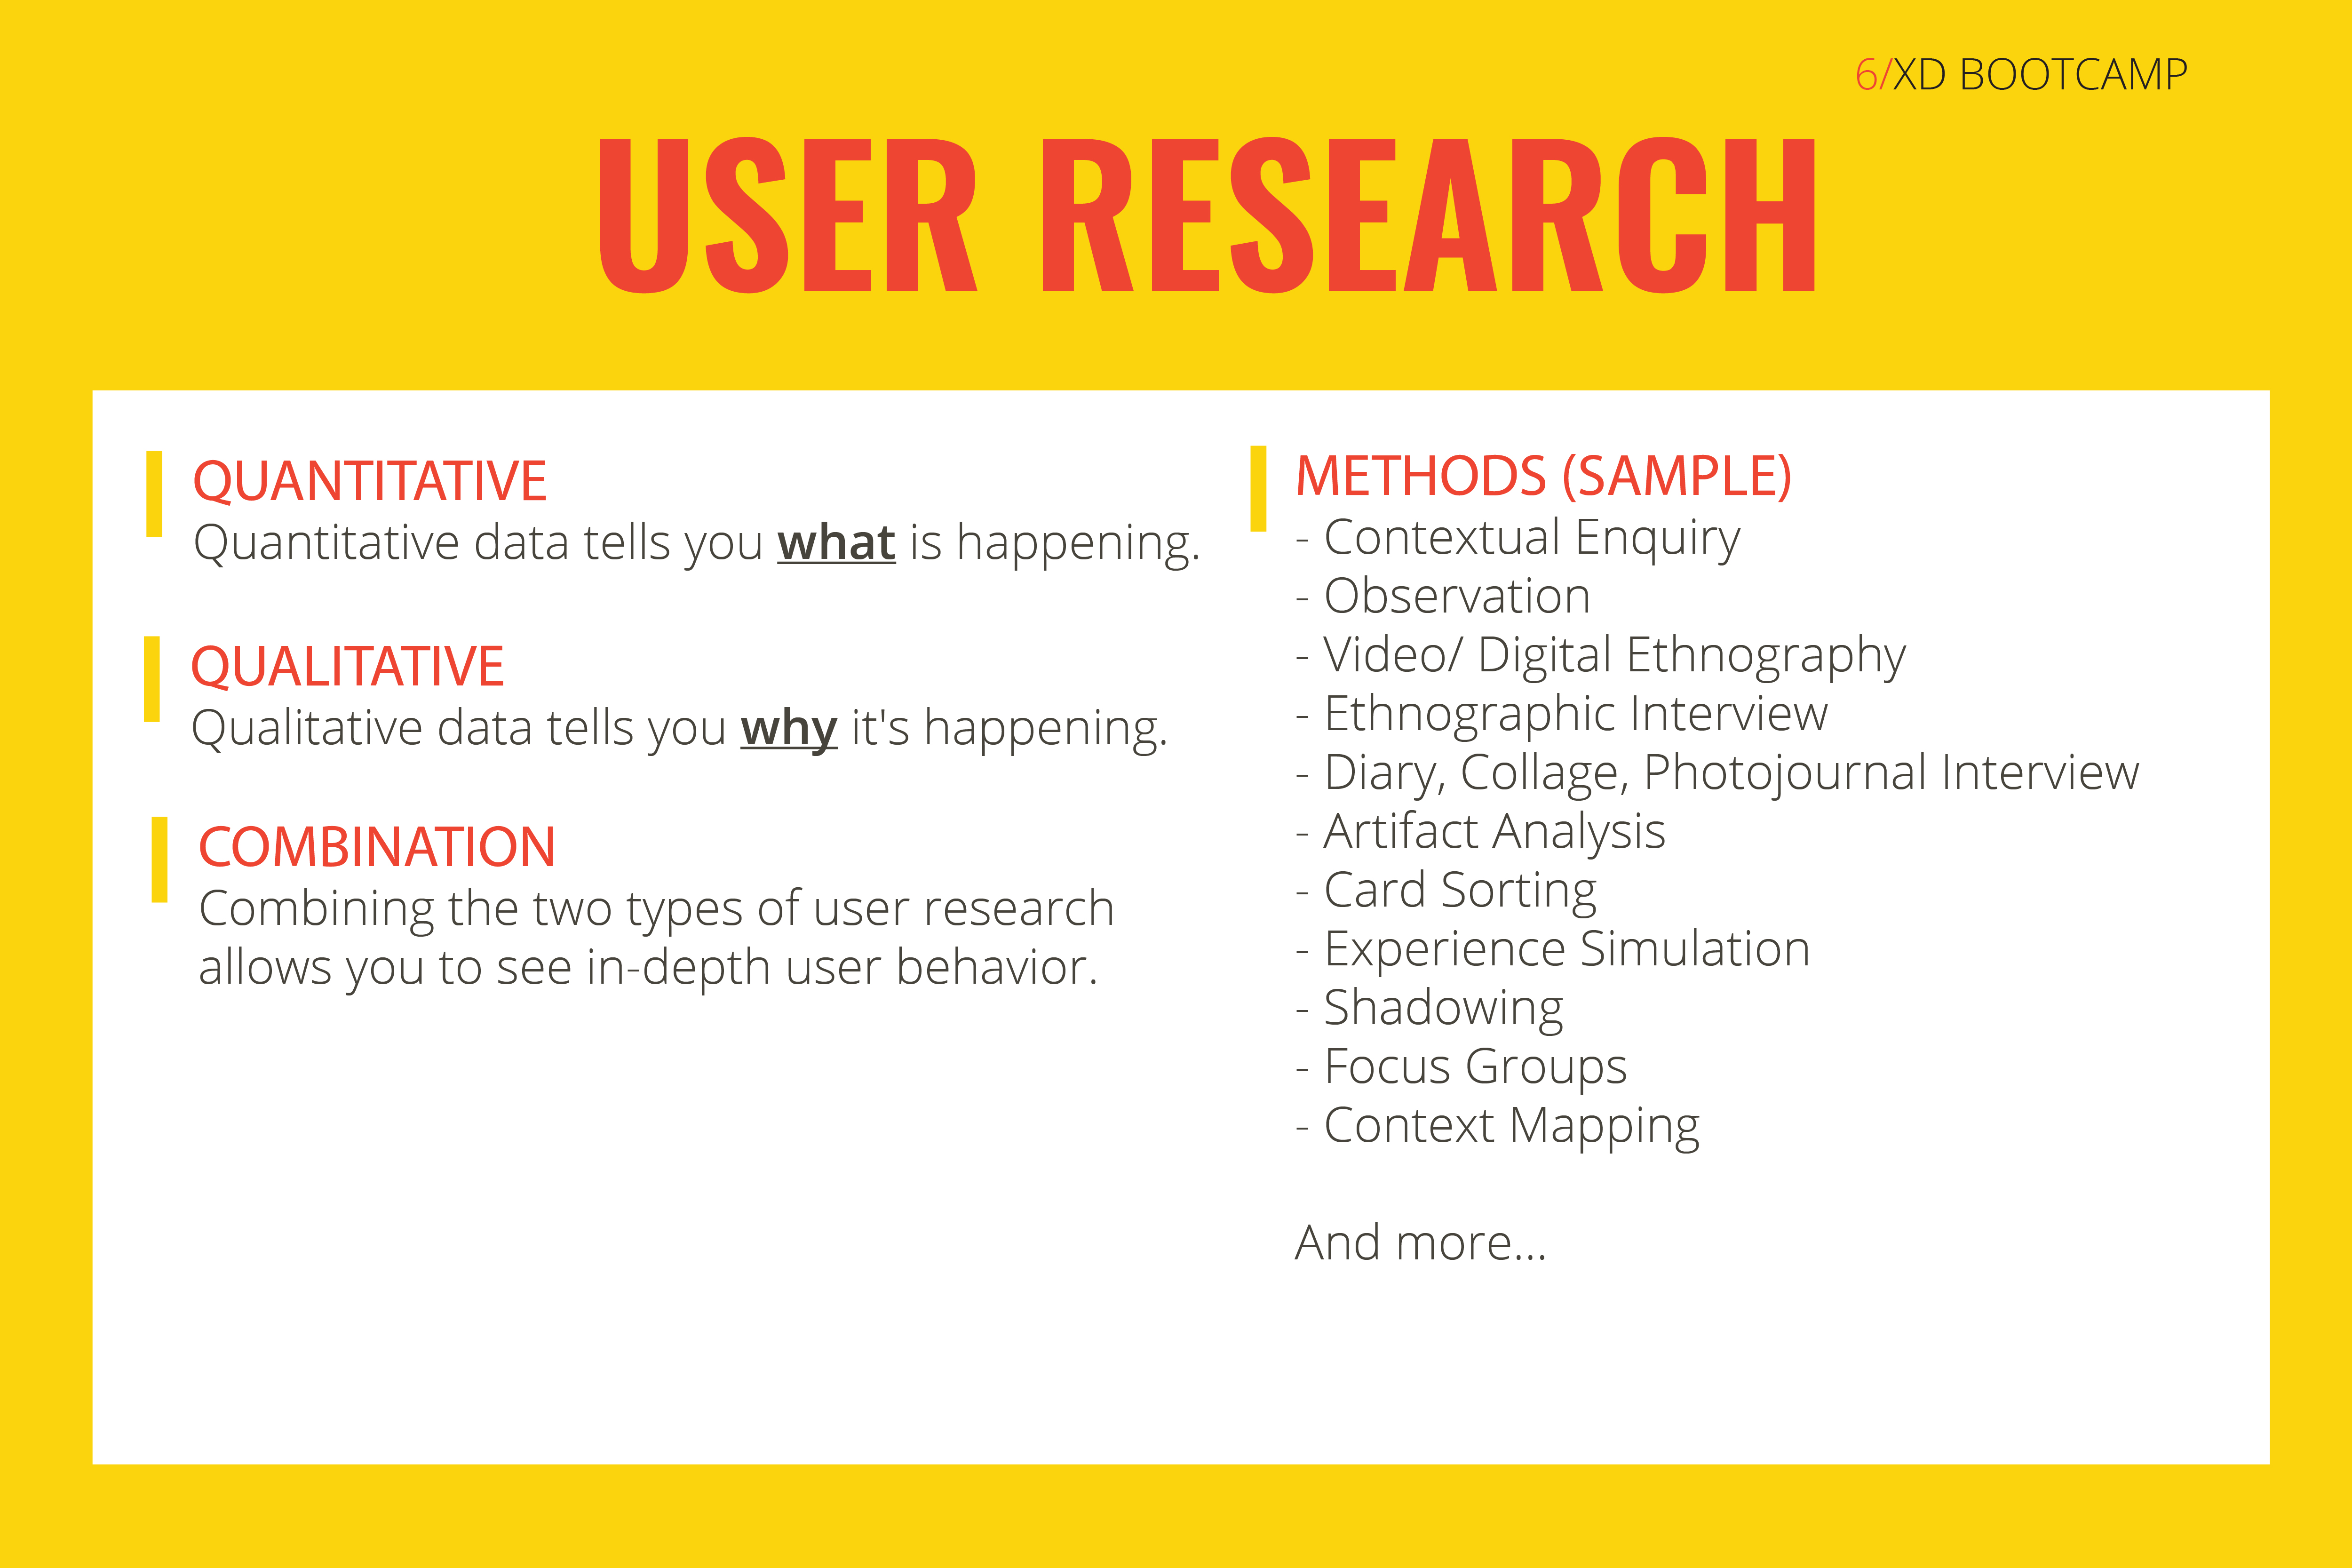 6/XD BOOTCAMP
USER RESEARCH
QUANTITATIVE
Quantitative data tells you what is happening.
QUALITATIVE
Qualitative data tells you why it's happening.
COMBINATION
Combining the two types of user research
allows you to see in-depth user behavior.
METHODS (SAMPLE)
- Contextual Enquiry
- Observation
- Video/ Digital Ethnography
- Ethnographic Interview
- Diary, Collage, Photojournal Interview
- Artifact Analysis
- Card Sorting
- Experience Simulation
- Shadowing
- Focus Groups
- Context Mapping
And more...